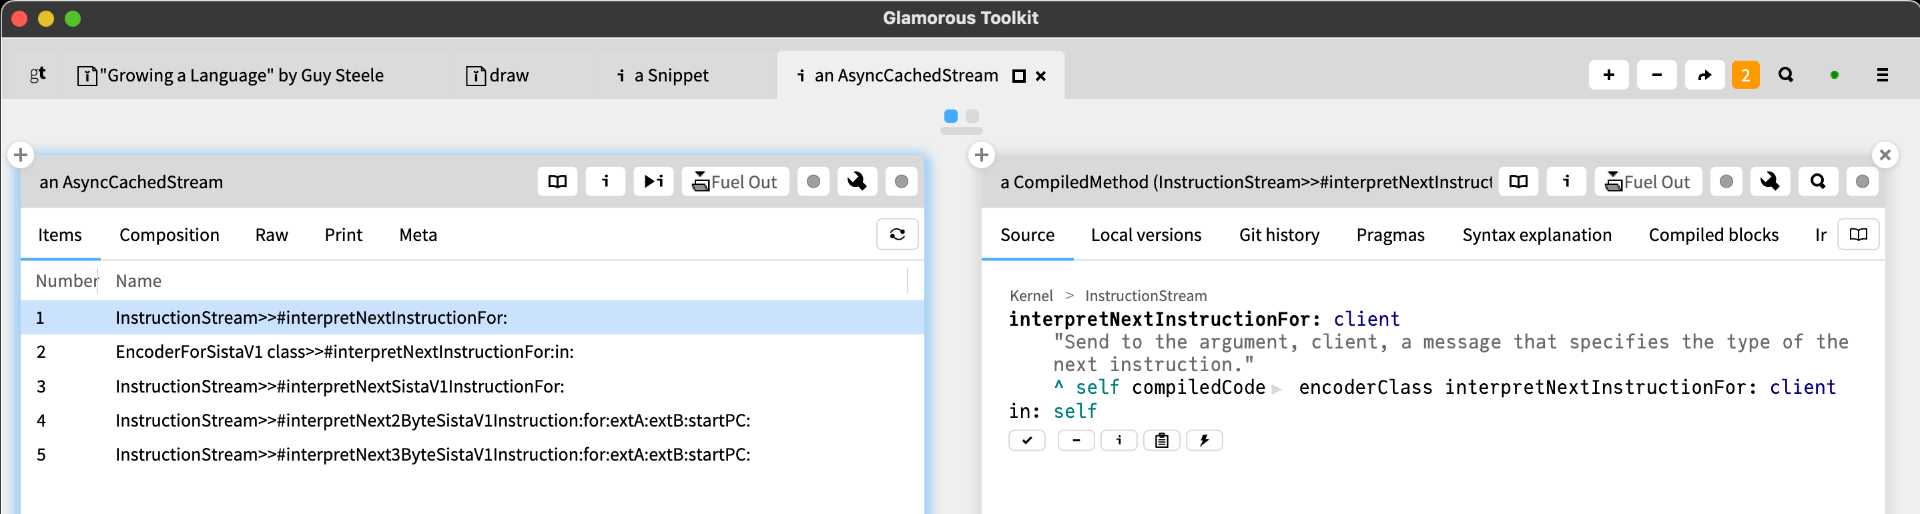 Glamorous Toolkit
gt
"Growing a Language" by Guy Steele
draw
a Snippet
an AsyncCachedStream
2
an AsyncCachedStream
Fuel Out
Items
Composition
Raw
Print
Meta
Number
Name
1 InstructionStream>>#interpretNextInstructionFor:
2 EncoderForSistaV1 class>>#interpretNextInstructionFor:in:
3 InstructionStream>>#interpretNextSistaV1InstructionFor:
4 InstructionStream>>#interpretNext2ByteSistaV1Instruction:for:extA:extB:startPC:
5 InstructionStream>>#interpretNext3ByteSistaV1Instruction:for:extA:extB:startPC:
a CompiledMethod (InstructionStream>>#interpretNextInstruct
Fuel Out
Source
Local versions
Git history
Pragmas
Syntax explanation
Compiled blocks
Ir
Kernel > InstructionStream
interpretNextInstructionFor: client
"Send to the argument, client, a message that specifies the type of the
next instruction."
^ self compiledCode encoderClass interpretNextInstructionFor: client
in: self